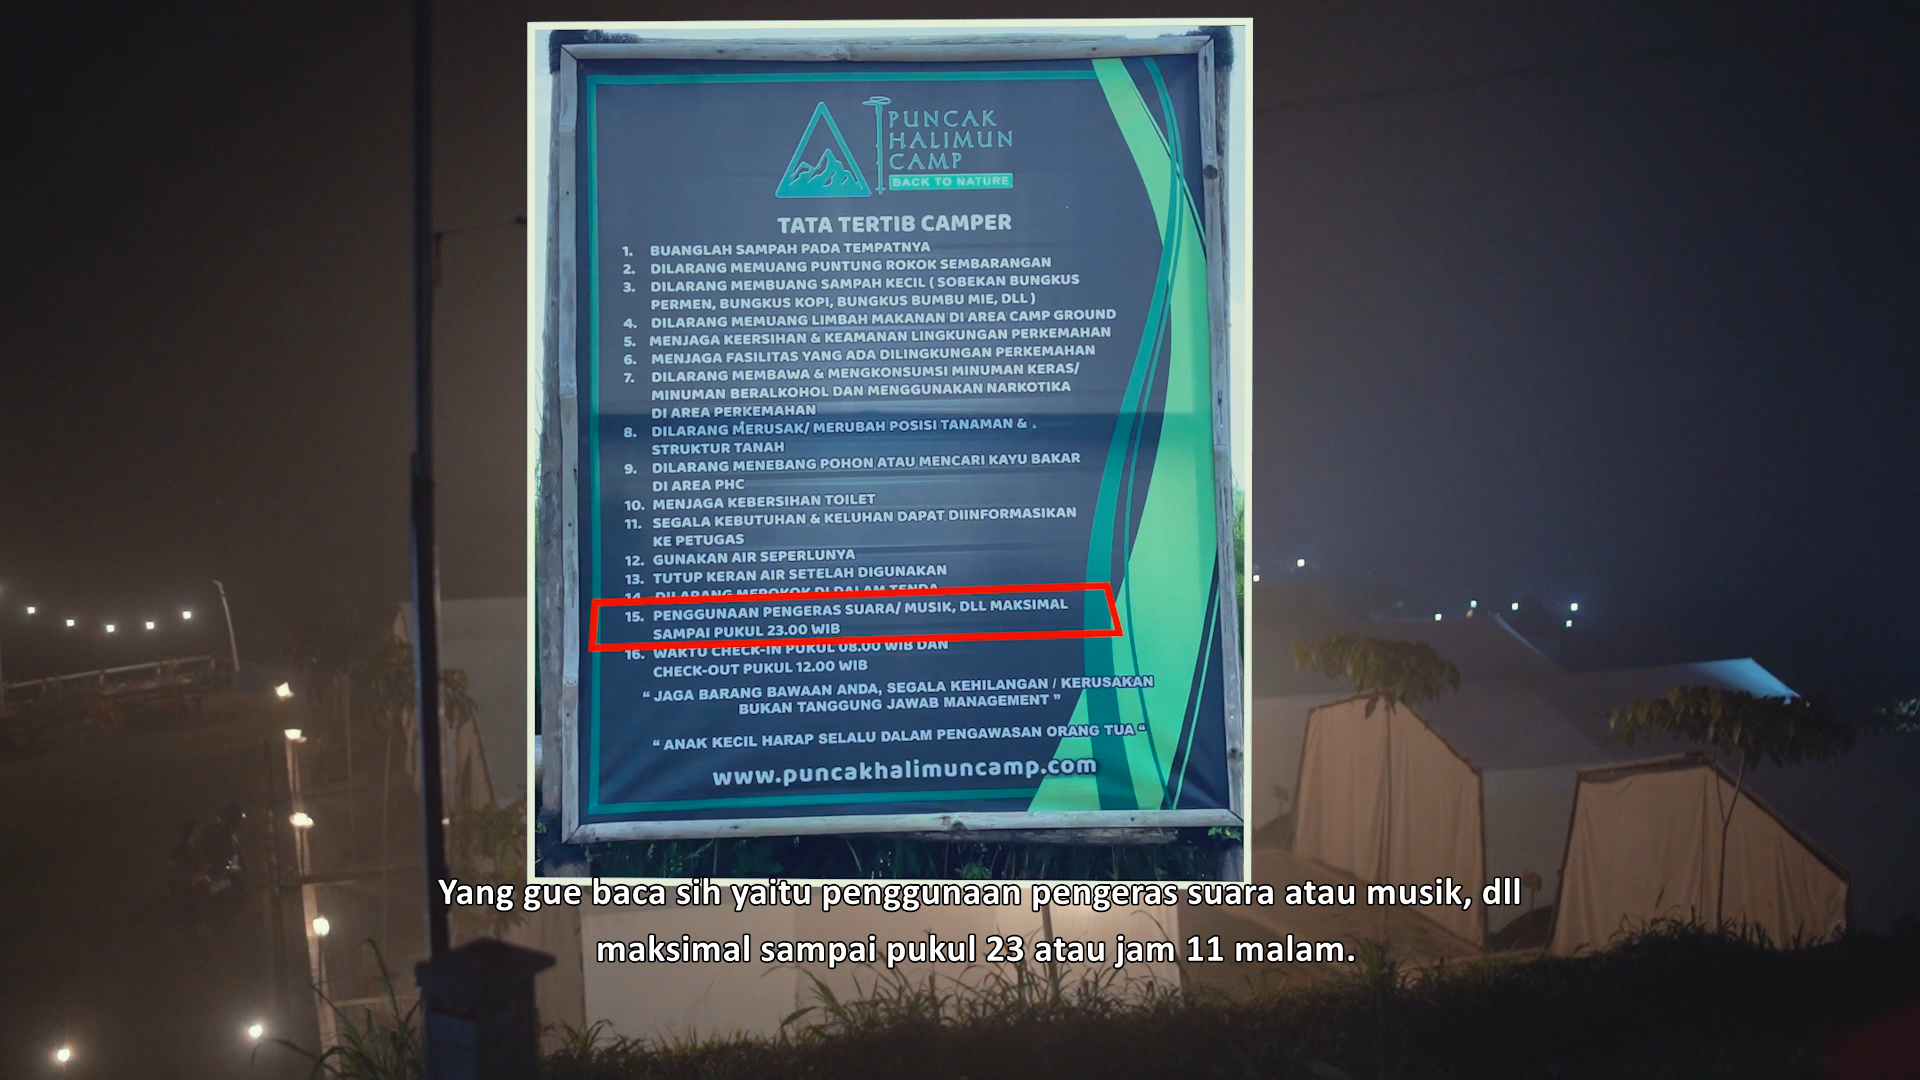 PUNCAK
HALIMUN
CAMP
BACK TO NATURE
TATA TERTIB CAMPER
1. BUANGLAH SAMPAH PADA TEMPATNYA
2. DILARANG MEMUANG PUNTUNG ROKOK SEMBARANGAN
3. DILARANG MEMBUANG SAMPAH KECIL ( SOBEKAN BUNGKUS
PERMEN, BUNGKUS KOPI, BUNGKUS BUMBU MIE, DLL )
4. DILARANG MEMUANG LIMBAH MAKANAN DI AREA CAMP GROUND
5. MENJAGA KEERSIHAN & KEAMANAN LINGKUNGAN PERKEMAHAN
6. MENJAGA FASILITAS YANG ADA DILINGKUNGAN PERKEMAHAN
7. DILARANG MEMBAWA & MENGKONSUMSI MINUMAN KERAS/
MINUMAN BERALKOHOL DAN MENGGUNAKAN NARKOTIKA
DI AREA PERKEMAHAN
8. DILARANG MERUSAK/ MERUBAH POSISI TANAMAN & .
STRUKTUR TANAH
9. DILARANG MENEBANG POHON ATAU MENCARI KAYU BAKAR
DI AREA PHC
10. MENJAGA KEBERSIHAN TOILET
11. SEGALA KEBUTUHAN & KELUHAN DAPAT DIINFORMASIKAN
KE PETUGAS
12. GUNAKAN AIR SEPERLUNYA
13. TUTUP KERAN AIR SETELAH DIGUNAKAN
14. DILARANG MEROKOK DI DALAM TENDA
15. PENGGUNAAN PENGERAS SUARA/ MUSIK, DLL MAKSIMAL
SAMPAI PUKUL 23.00 WIB
16. WAKTU CHECK-IN PUKUL 08.00 WIB DAN
CHECK-OUT PUKUL 12.00 WIB
“ JAGA BARANG BAWAAN ANDA, SEGALA KEHILANGAN / KERUSAKAN
BUKAN TANGGUNG JAWAB MANAGEMENT ”
“ ANAK KECIL HARAP SELALU DALAM PENGAWASAN ORANG TUA “
www.puncakhalimuncamp.com
Yang gue baca sih yaitu penggunaan pengeras suara atau musik, dll
maksimal sampai pukul 23 atau jam 11 malam.